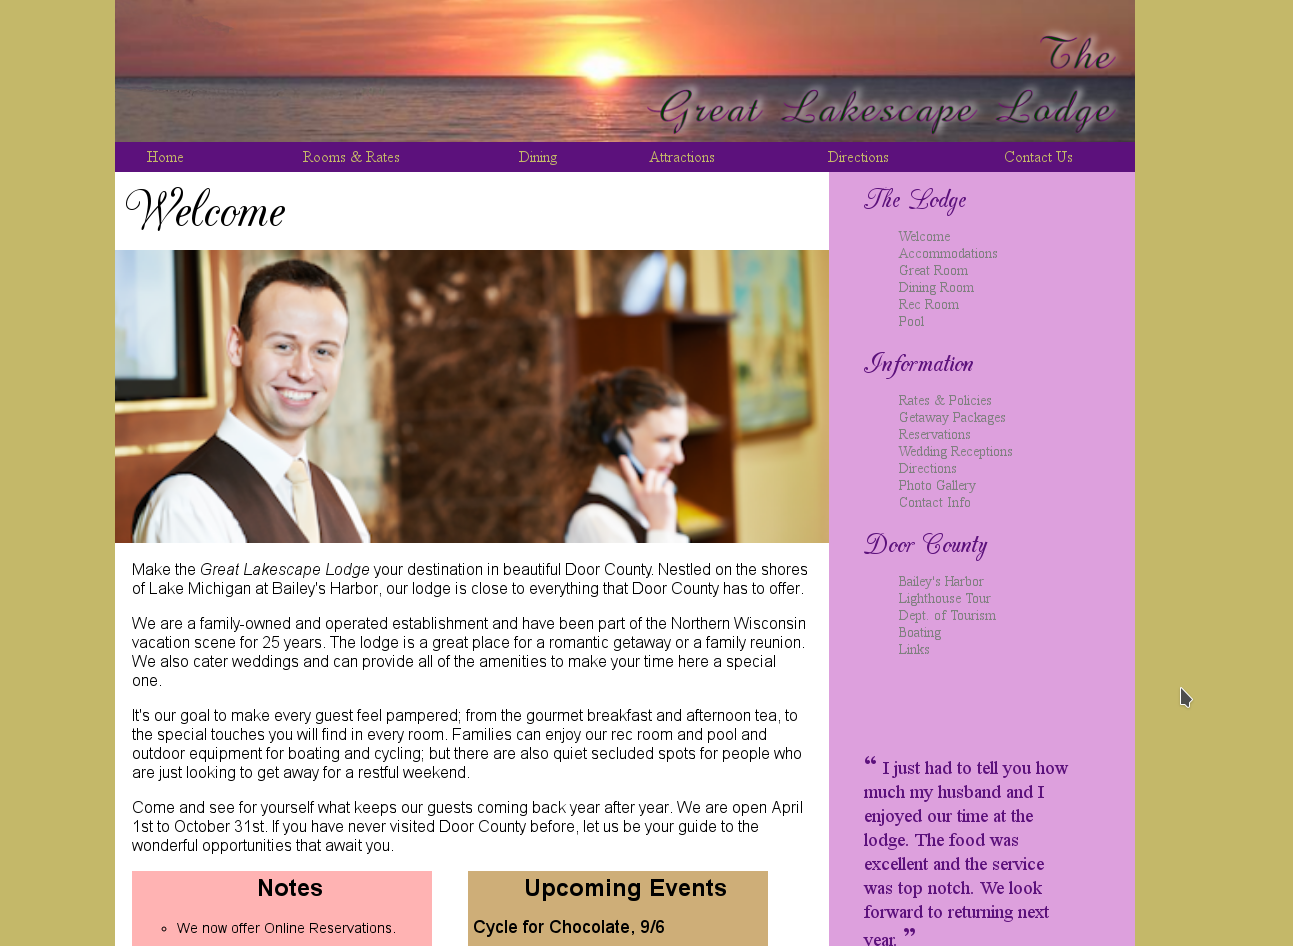 The
Great Lakescape Lodge
Home Rooms & Rates Dining Attractions Directions Contact Us
Welcome
Make the Great Lakescape Lodge your destination in beautiful Door County. Nestled on the shores
of Lake Michigan at Bailey's Harbor, our lodge is close to everything that Door County has to offer.
We are a family-owned and operated establishment and have been part of the Northern Wisconsin
vacation scene for 25 years. The lodge is a great place for a romantic getaway or a family reunion.
We also cater weddings and can provide all of the amenities to make your time here a special
one.
It's our goal to make every guest feel pampered; from the gourmet breakfast and afternoon tea, to
the special touches you will find in every room. Families can enjoy our rec room and pool and
outdoor equipment for boating and cycling; but there are also quiet secluded spots for people who
are just looking to get away for a restful weekend.
Come and see for yourself what keeps our guests coming back year after year. We are open April
1st to October 31st. If you have never visited Door County before, let us be your guide to the
wonderful opportunities that await you.
Notes
We now offer Online Reservations.
Upcoming Events
Cycle for Chocolate, 9/6
The Lodge
Welcome
Accommodations
Great Room
Dining Room
Rec Room
Pool
Information
Rates & Policies
Getaway Packages
Reservations
Wedding Receptions
Directions
Photo Gallery
Contact Info
Door County
Bailey's Harbor
Lighthouse Tour
Dept. of Tourism
Boating
Links
“ I just had to tell you how
much my husband and I
enjoyed our time at the
lodge. The food was
excellent and the service
was top notch. We look
forward to returning next
year. ”